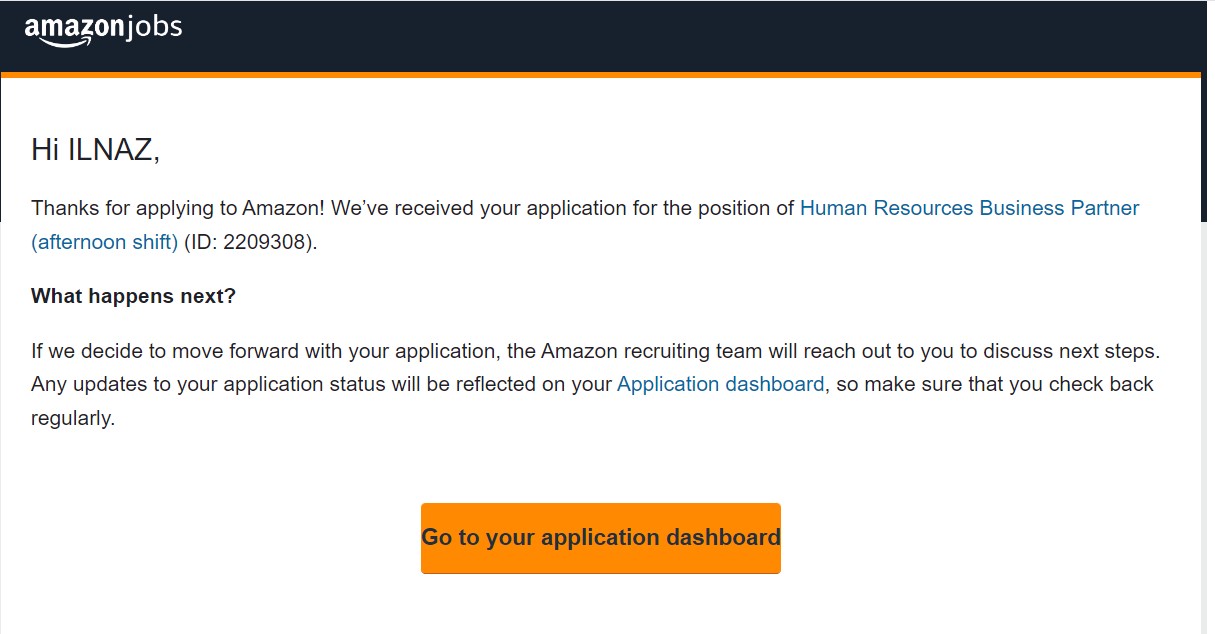 amazon jobs
Hi ILNAZ,
Thanks for applying to Amazon! We’ve received your application for the position of Human Resources Business Partner
(afternoon shift) (ID: 2209308).
What happens next?
If we decide to move forward with your application, the Amazon recruiting team will reach out to you to discuss next steps.
Any updates to your application status will be reflected on your Application dashboard, so make sure that you check back
regularly.
Go to your application dashboard